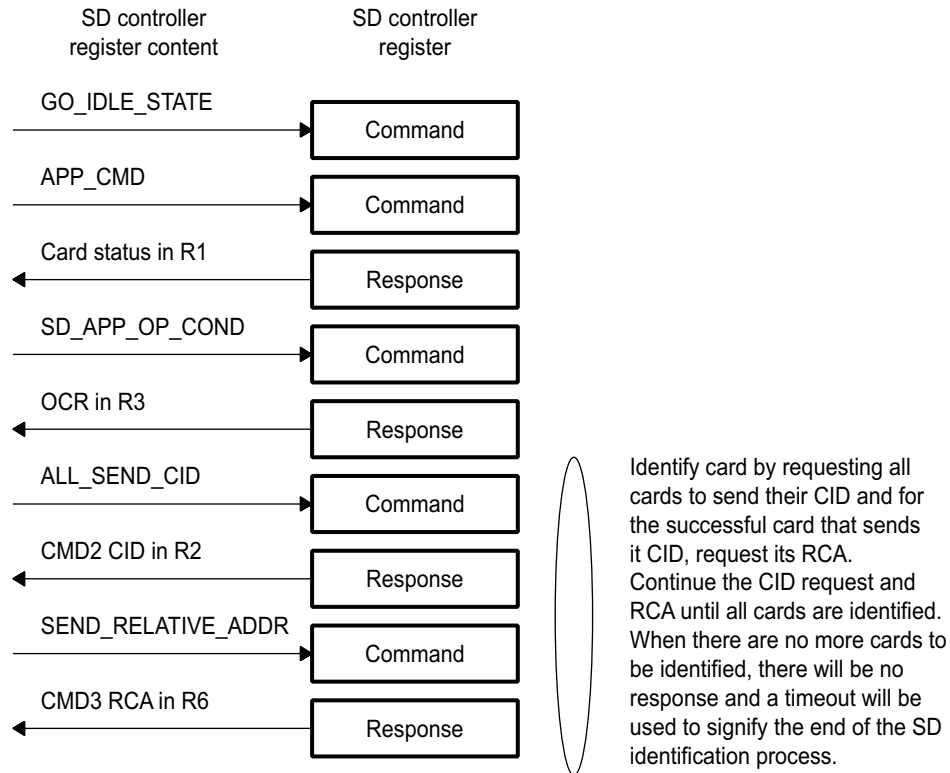 SD controller
register content
SD controller
register
GO_IDLE_STATE
Command
APP_CMD
Command
Card status in R1
Response
SD_APP_OP_COND
Command
OCR in R3
Response
ALL_SEND_CID
Command
CMD2 CID in R2
Response
SEND_RELATIVE_ADDR
Command
CMD3 RCA in R6
Response
Identify card by requesting all
cards to send their CID and for
the successful card that sends
it CID, request its RCA.
Continue the CID request and
RCA until all cards are identified.
When there are no more cards to
be identified, there will be no
response and a timeout will be
used to signify the end of the SD
identification process.